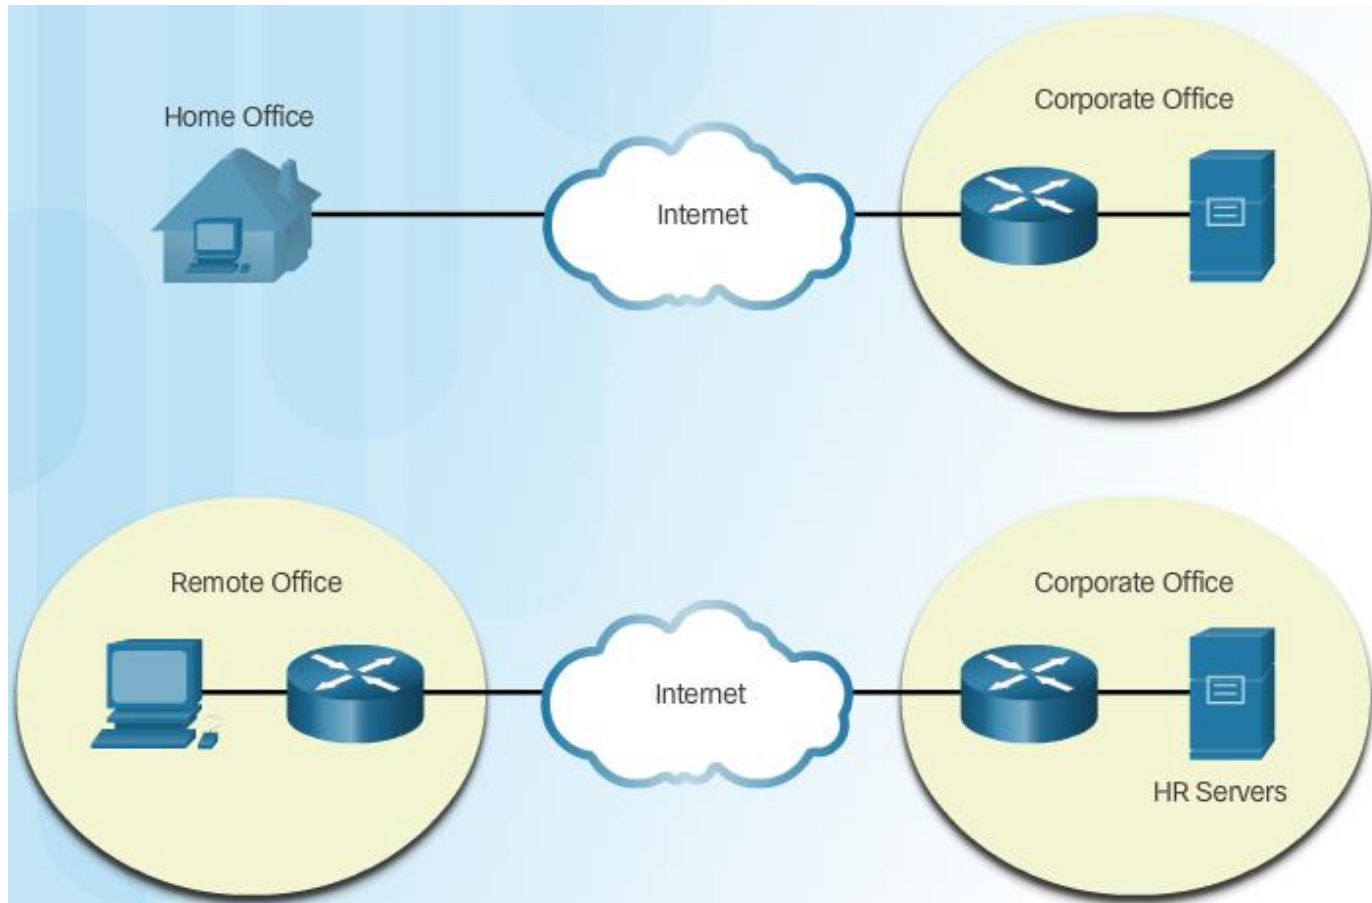 Home Office
Internet
Corporate Office
Remote Office
Internet
Corporate Office
HR Servers